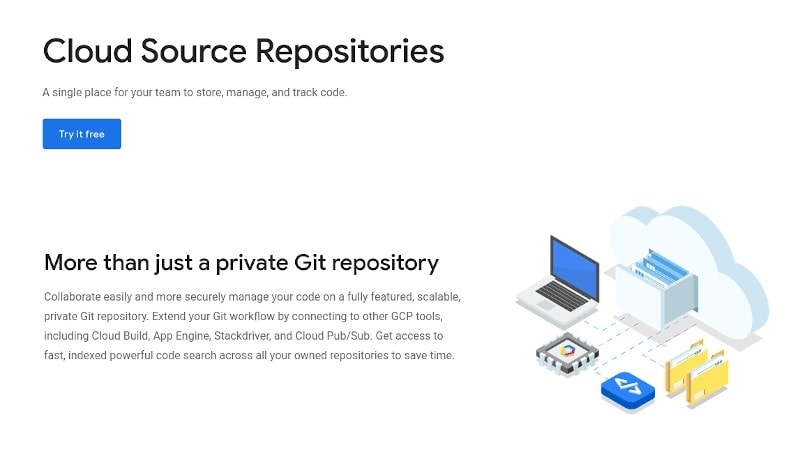 Cloud Source Repositories
A single place for your team to store, manage, and track code.
Try it free
More than just a private Git repository
Collaborate easily and more securely manage your code on a fully featured, scalable,
private Git repository. Extend your Git workflow by connecting to other GCP tools,
including Cloud Build, App Engine, Stackdriver, and Cloud Pub/Sub. Get access to
fast, indexed powerful code search across all your owned repositories to save time.